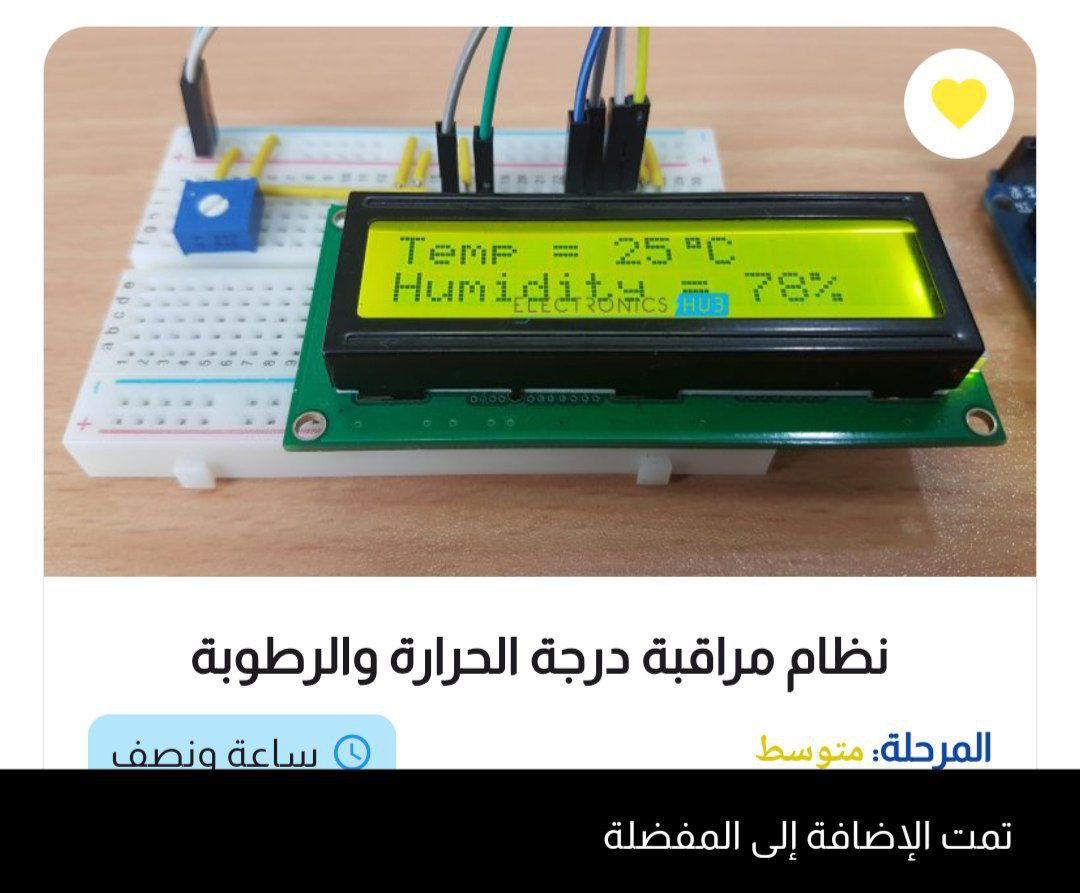 Temp = 25°C
Humidity = 78%
ELECTRONICS HUB
نظام مراقبة درجة الحرارة والرطوبة
المرحلة: متوسط
ساعة ونصف
تمت الإضافة إلى المفضلة